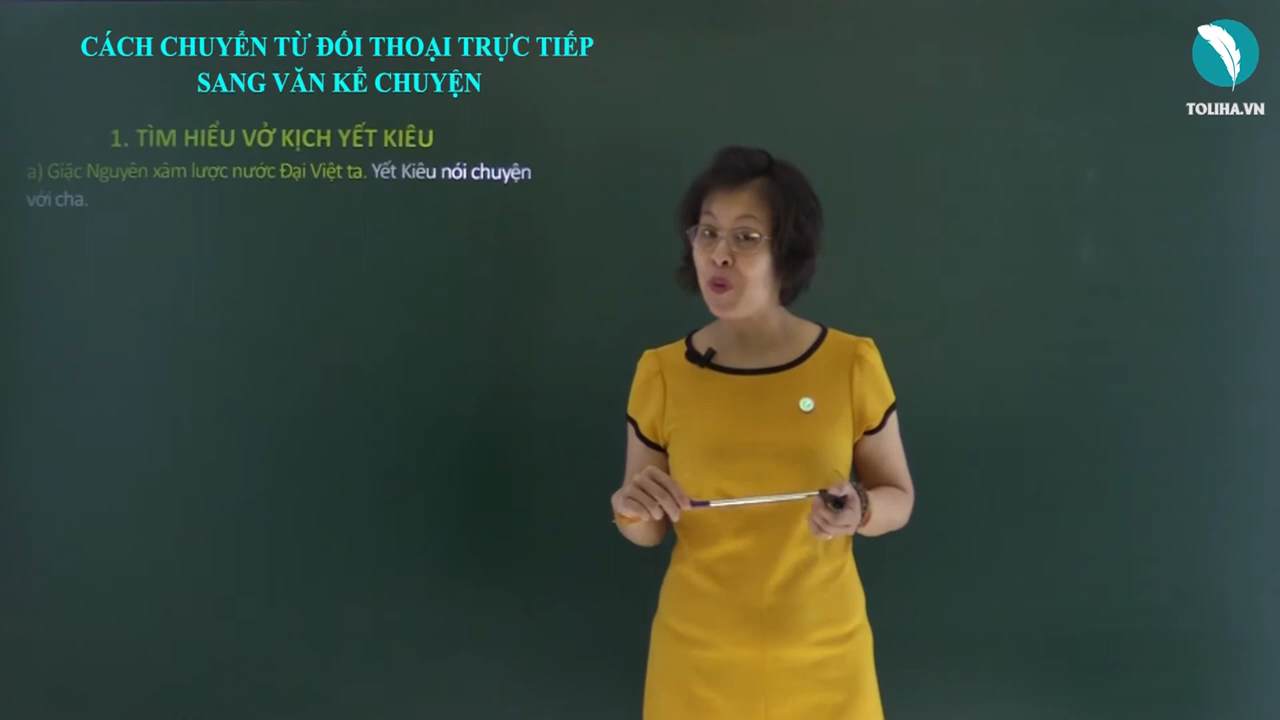 CÁCH CHUYỂN TỪ ĐỐI THOẠI TRỰC TIẾP
SANG VĂN KỂ CHUYỆN
TOLIHA.VN
1. TÌM HIỂU VỞ KỊCH YẾT KIÊU
a) Giặc Nguyên xâm lược nước Đại Việt ta. Yết Kiêu nói chuyện
với cha.